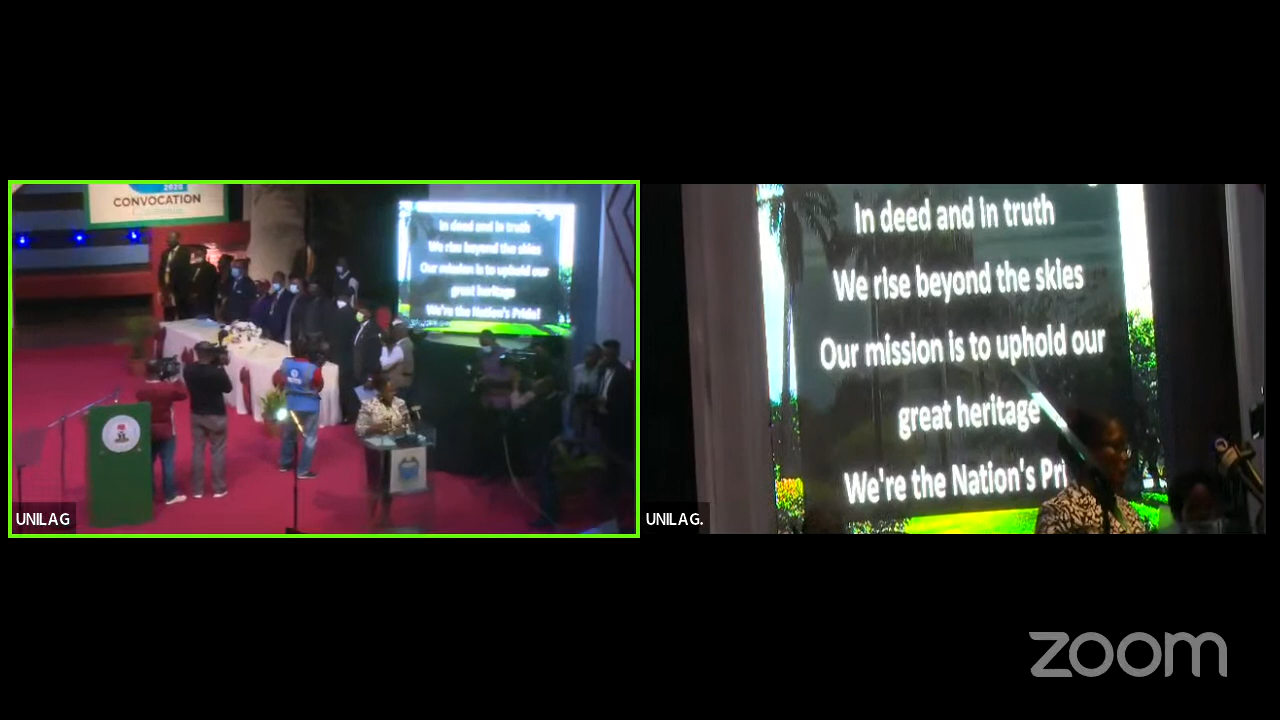 2020
CONVOCATION
In deed and in truth
We rise beyond the skies
Our mission is to uphold our
great heritage
We're the Nation's Pride!
UNILAG
In deed and in truth
We rise beyond the skies
Our mission is to uphold our
great heritage
We're the Nation's Pri
UNILAG.
zoom